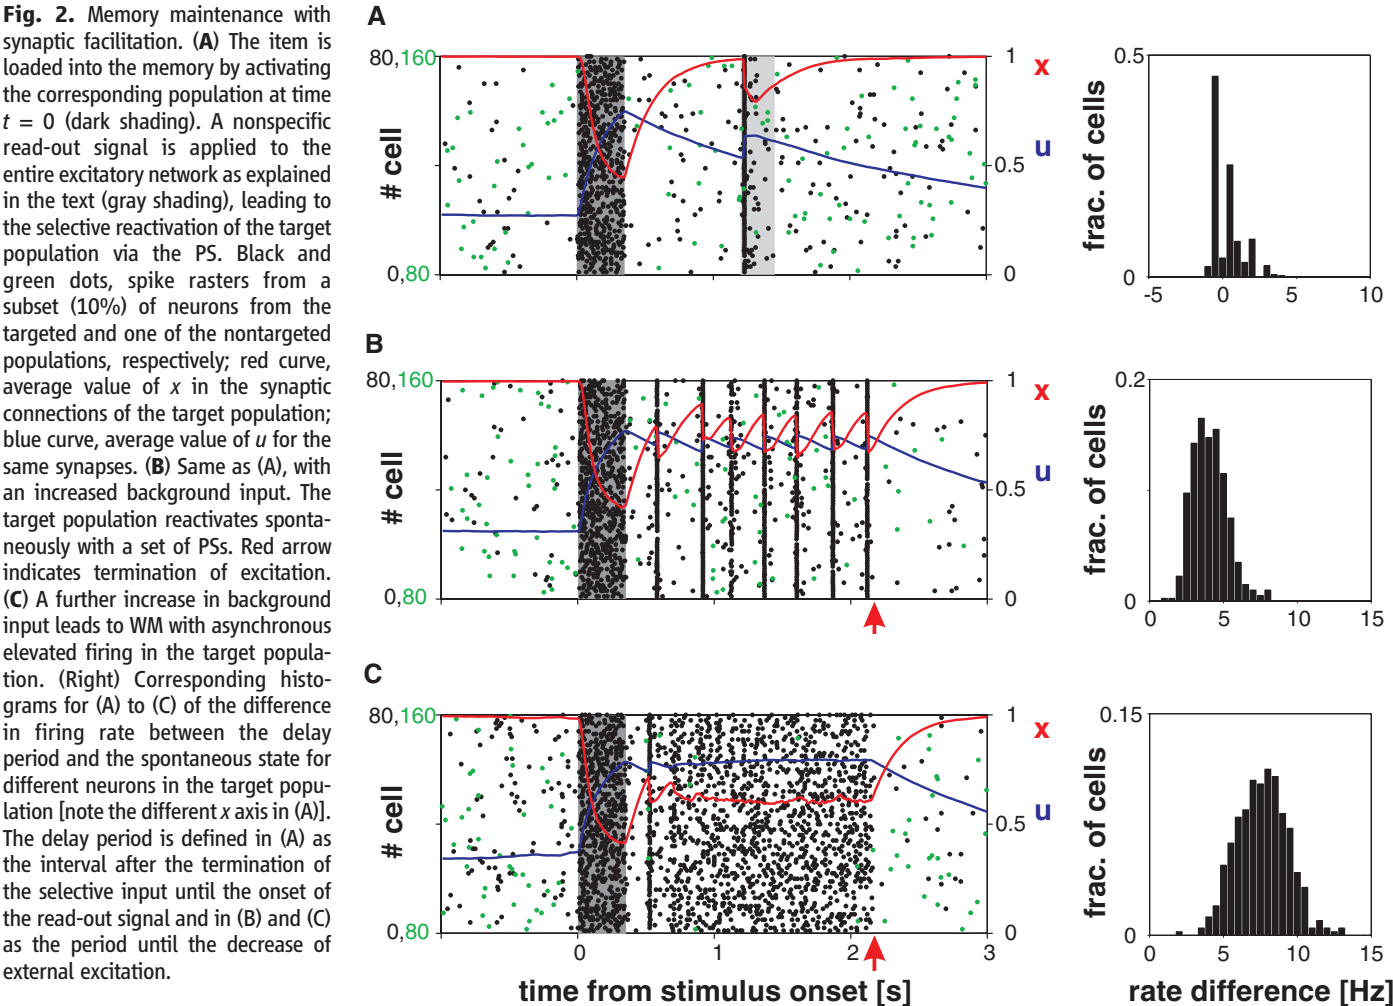 Fig. 2. Memory maintenance with
synaptic facilitation. (A) The item is
loaded into the memory by activating
the corresponding population at time
t = 0 (dark shading). A nonspecific
read-out signal is applied to the
entire excitatory network as explained
in the text (gray shading), leading to
the selective reactivation of the target
population via the PS. Black and
green dots, spike rasters from a
subset (10%) of neurons from the
targeted and one of the nontargeted
populations, respectively; red curve,
average value of x in the synaptic
connections of the target population;
blue curve, average value of u for the
same synapses. (B) Same as (A), with
an increased background input. The
target population reactivates sponta-
neously with a set of PSs. Red arrow
indicates termination of excitation.
(C) A further increase in background
input leads to WM with asynchronous
elevated firing in the target popula-
tion. (Right) Corresponding histo-
grams for (A) to (C) of the difference
in firing rate between the delay
period and the spontaneous state for
different neurons in the target popu-
lation [note the different x axis in (A)].
The delay period is defined in (A) as
the interval after the termination of
the selective input until the onset of
the read-out signal and in (B) and (C)
as the period until the decrease of
external excitation.
A
80,160
# cell
0,80
1
0.5
0
x
u
0.5
frac. of cells
0
-5 0 5 10
B
80,160
# cell
0,80
1
0.5
0
x
u
0.2
frac. of cells
0
0 5 10 15
C
80,160
# cell
0,80
1
0.5
0
x
u
0 1 2 3
time from stimulus onset [s]
0.15
frac. of cells
0
0 5 10 15
rate difference [Hz]